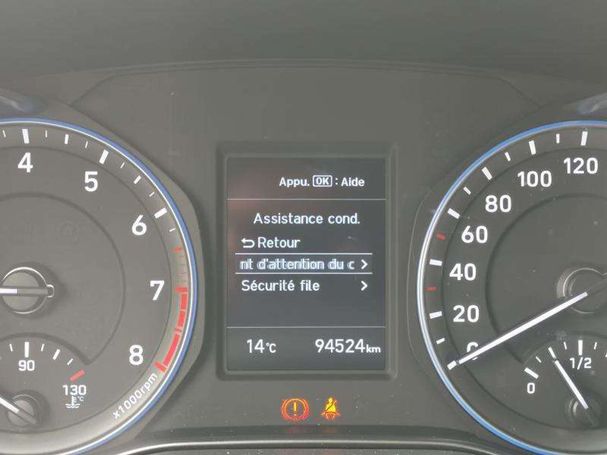 4
5
6
7
8
x1000rpm
90
130
°C
Appu. OK : Aide
Assistance cond.
Retour
nt d'attention du c >
Sécurité file >
14°C 94524km
120
100
80
60
40
20
0
0
1/2